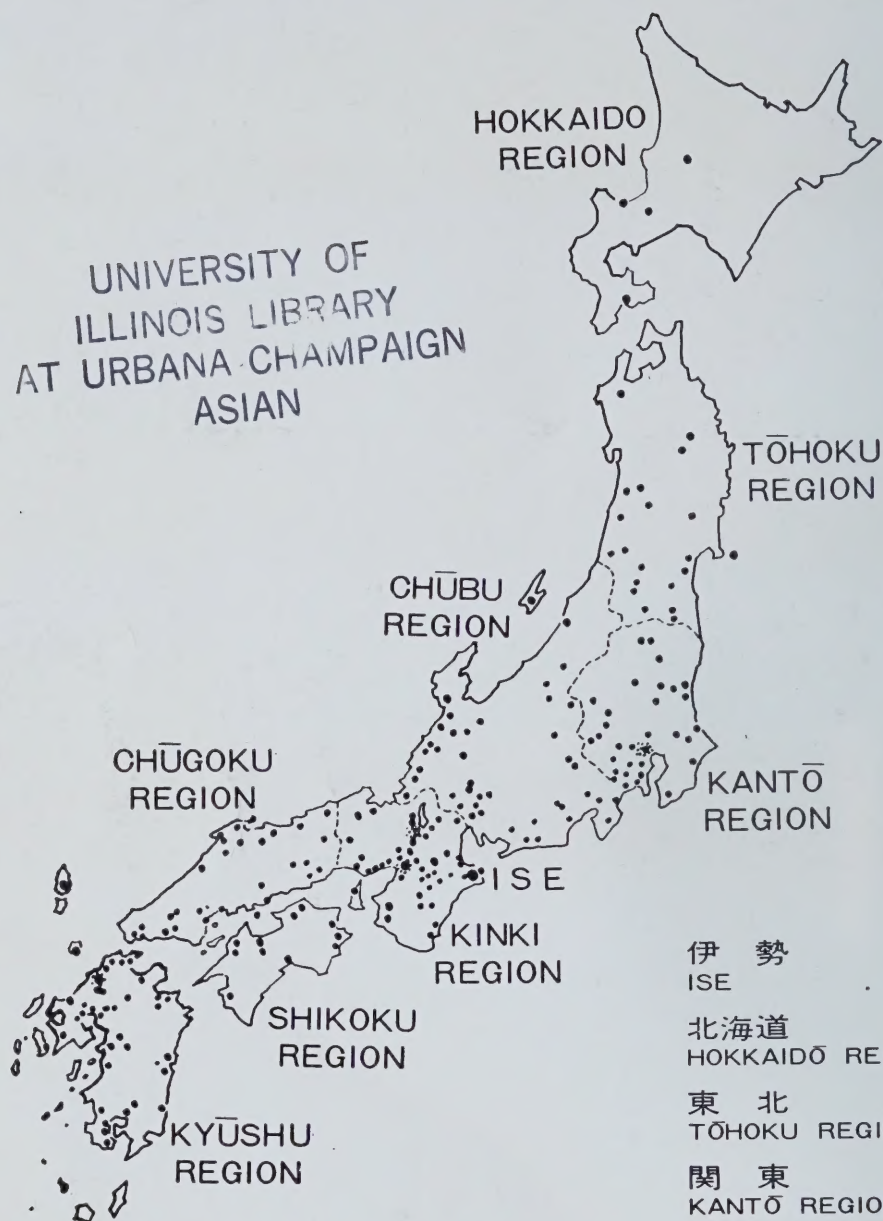 HOKKAIDO
REGION
UNIVERSITY OF
ILLINOIS LIBRARY
AT URBANA-CHAMPAIGN
ASIAN
TŌHOKU
REGION
CHŪBU
REGION
CHŪGOKU
REGION
KANTŌ
REGION
ISE
KINKI
REGION
SHIKOKU
REGION
KYŪSHU
REGION
伊勢
ISE
北海道
HOKKAIDŌ RE
東北
TŌHOKU REGI
関東
KANTŌ REGIO